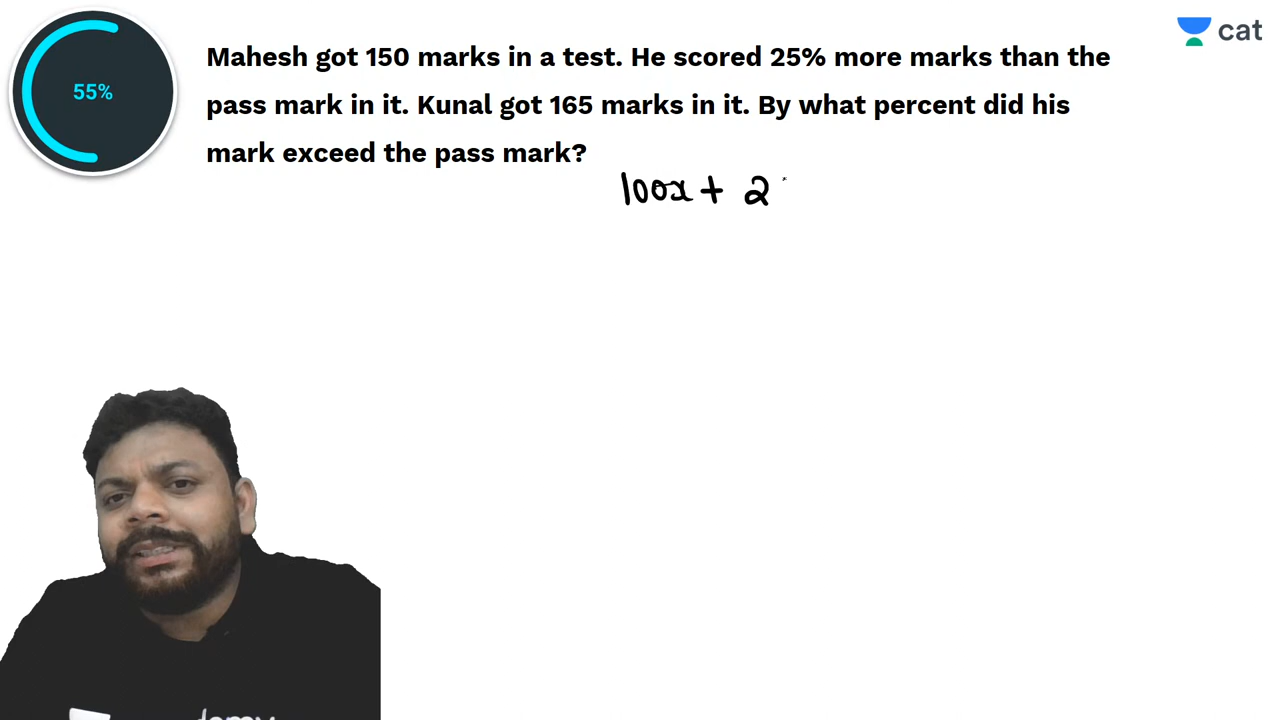 55%
Mahesh got 150 marks in a test. He scored 25% more marks than the
pass mark in it. Kunal got 165 marks in it. By what percent did his
mark exceed the pass mark?
cat
100x + 2